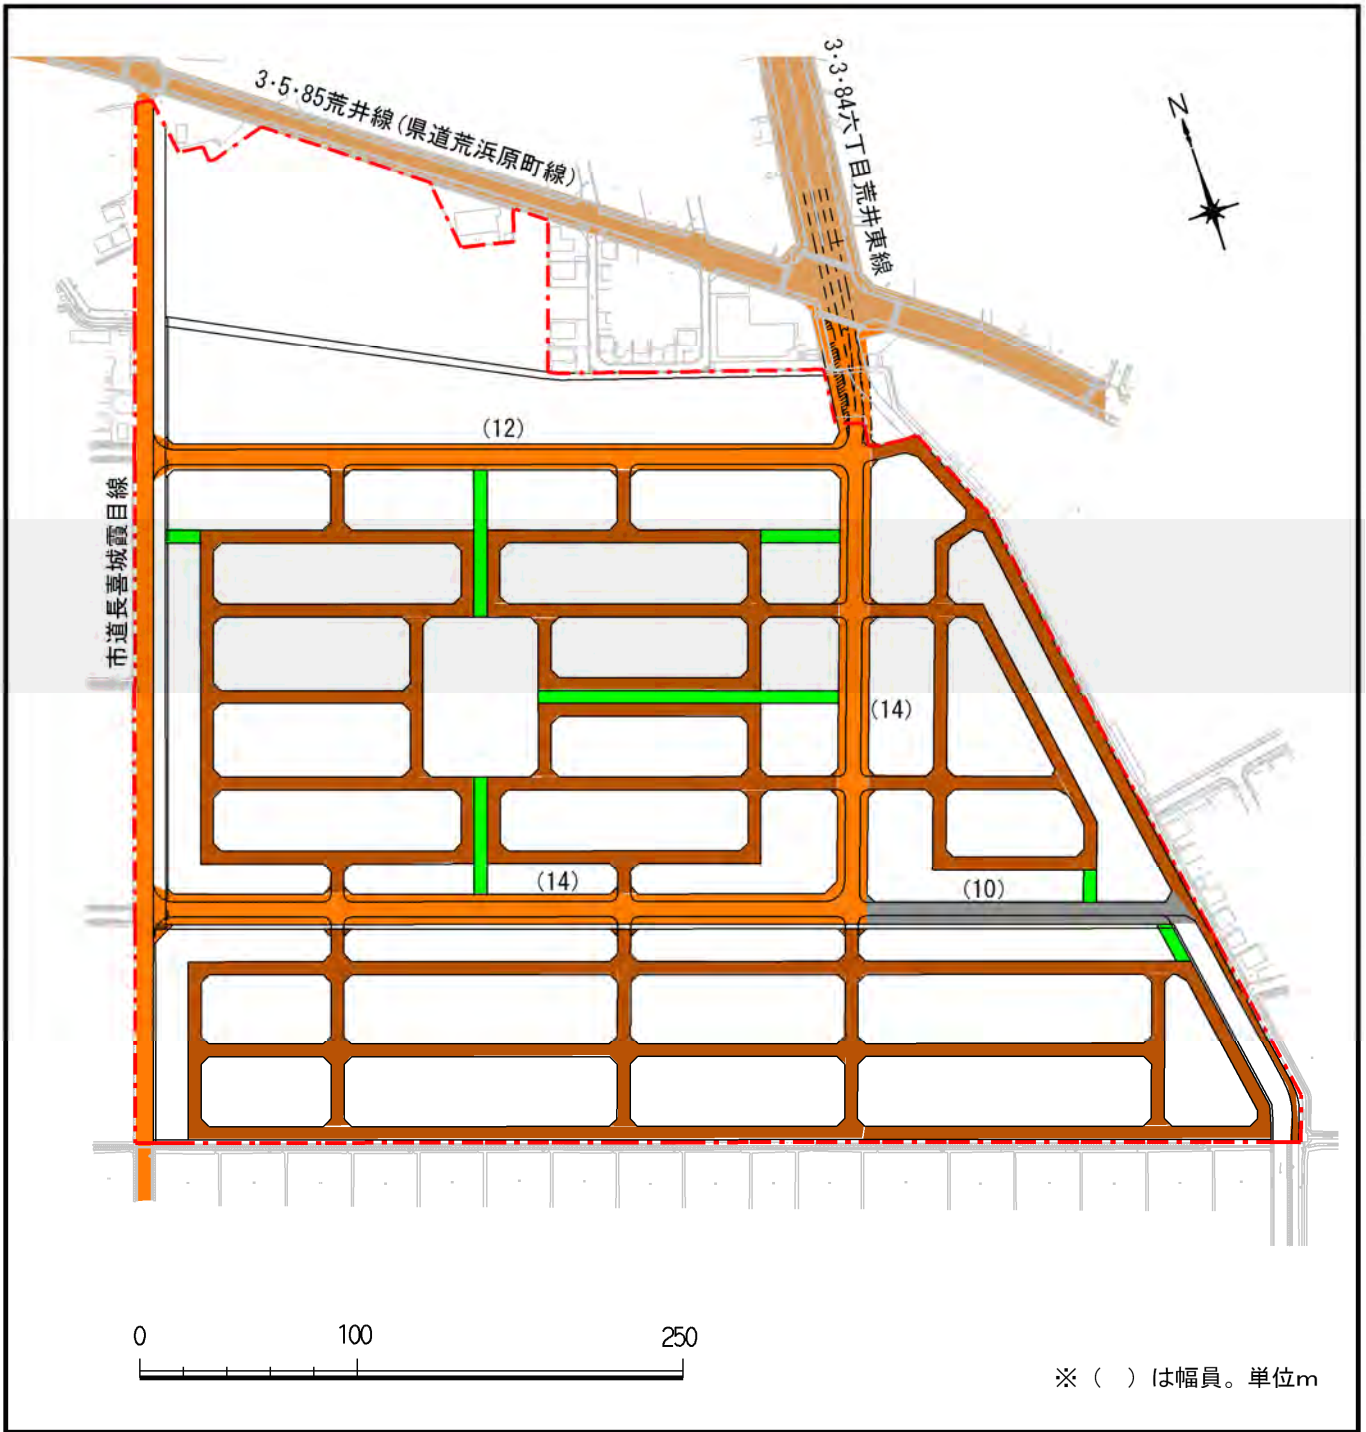 3・5・85荒井線(県道荒浜原町線)
3・3・84六丁目荒井東線
N
(12)
市道長喜城霞目線
(14)
(14)
(10)
0 100 250
※（ ）は幅員。単位m